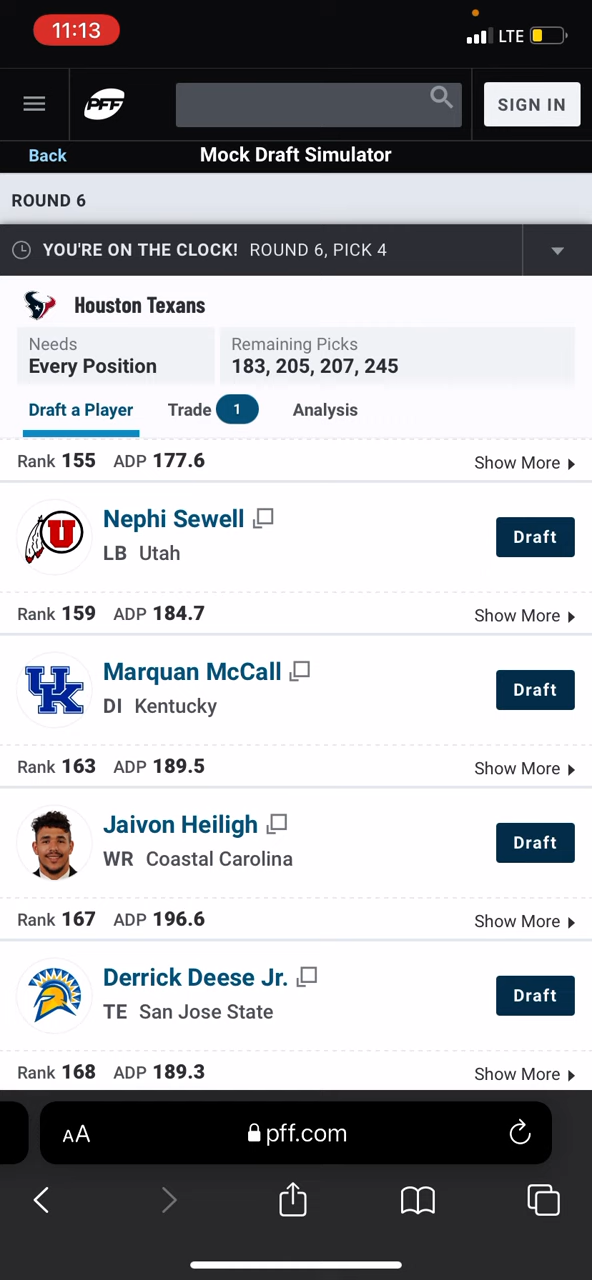 11:13
LTE
PFF
SIGN IN
Back
Mock Draft Simulator
ROUND 6
YOU'RE ON THE CLOCK! ROUND 6, PICK 4
Houston Texans
Needs
Every Position
Remaining Picks
183, 205, 207, 245
Draft a Player
Trade 1
Analysis
Rank 155 ADP 177.6
Show More
U
Nephi Sewell
LB Utah
Draft
Rank 159 ADP 184.7
Show More
UK
Marquan McCall
DI Kentucky
Draft
Rank 163 ADP 189.5
Show More
Jaivon Heiligh
WR Coastal Carolina
Draft
Rank 167 ADP 196.6
Show More
Derrick Deese Jr.
TE San Jose State
Draft
Rank 168 ADP 189.3
Show More
AA
pff.com